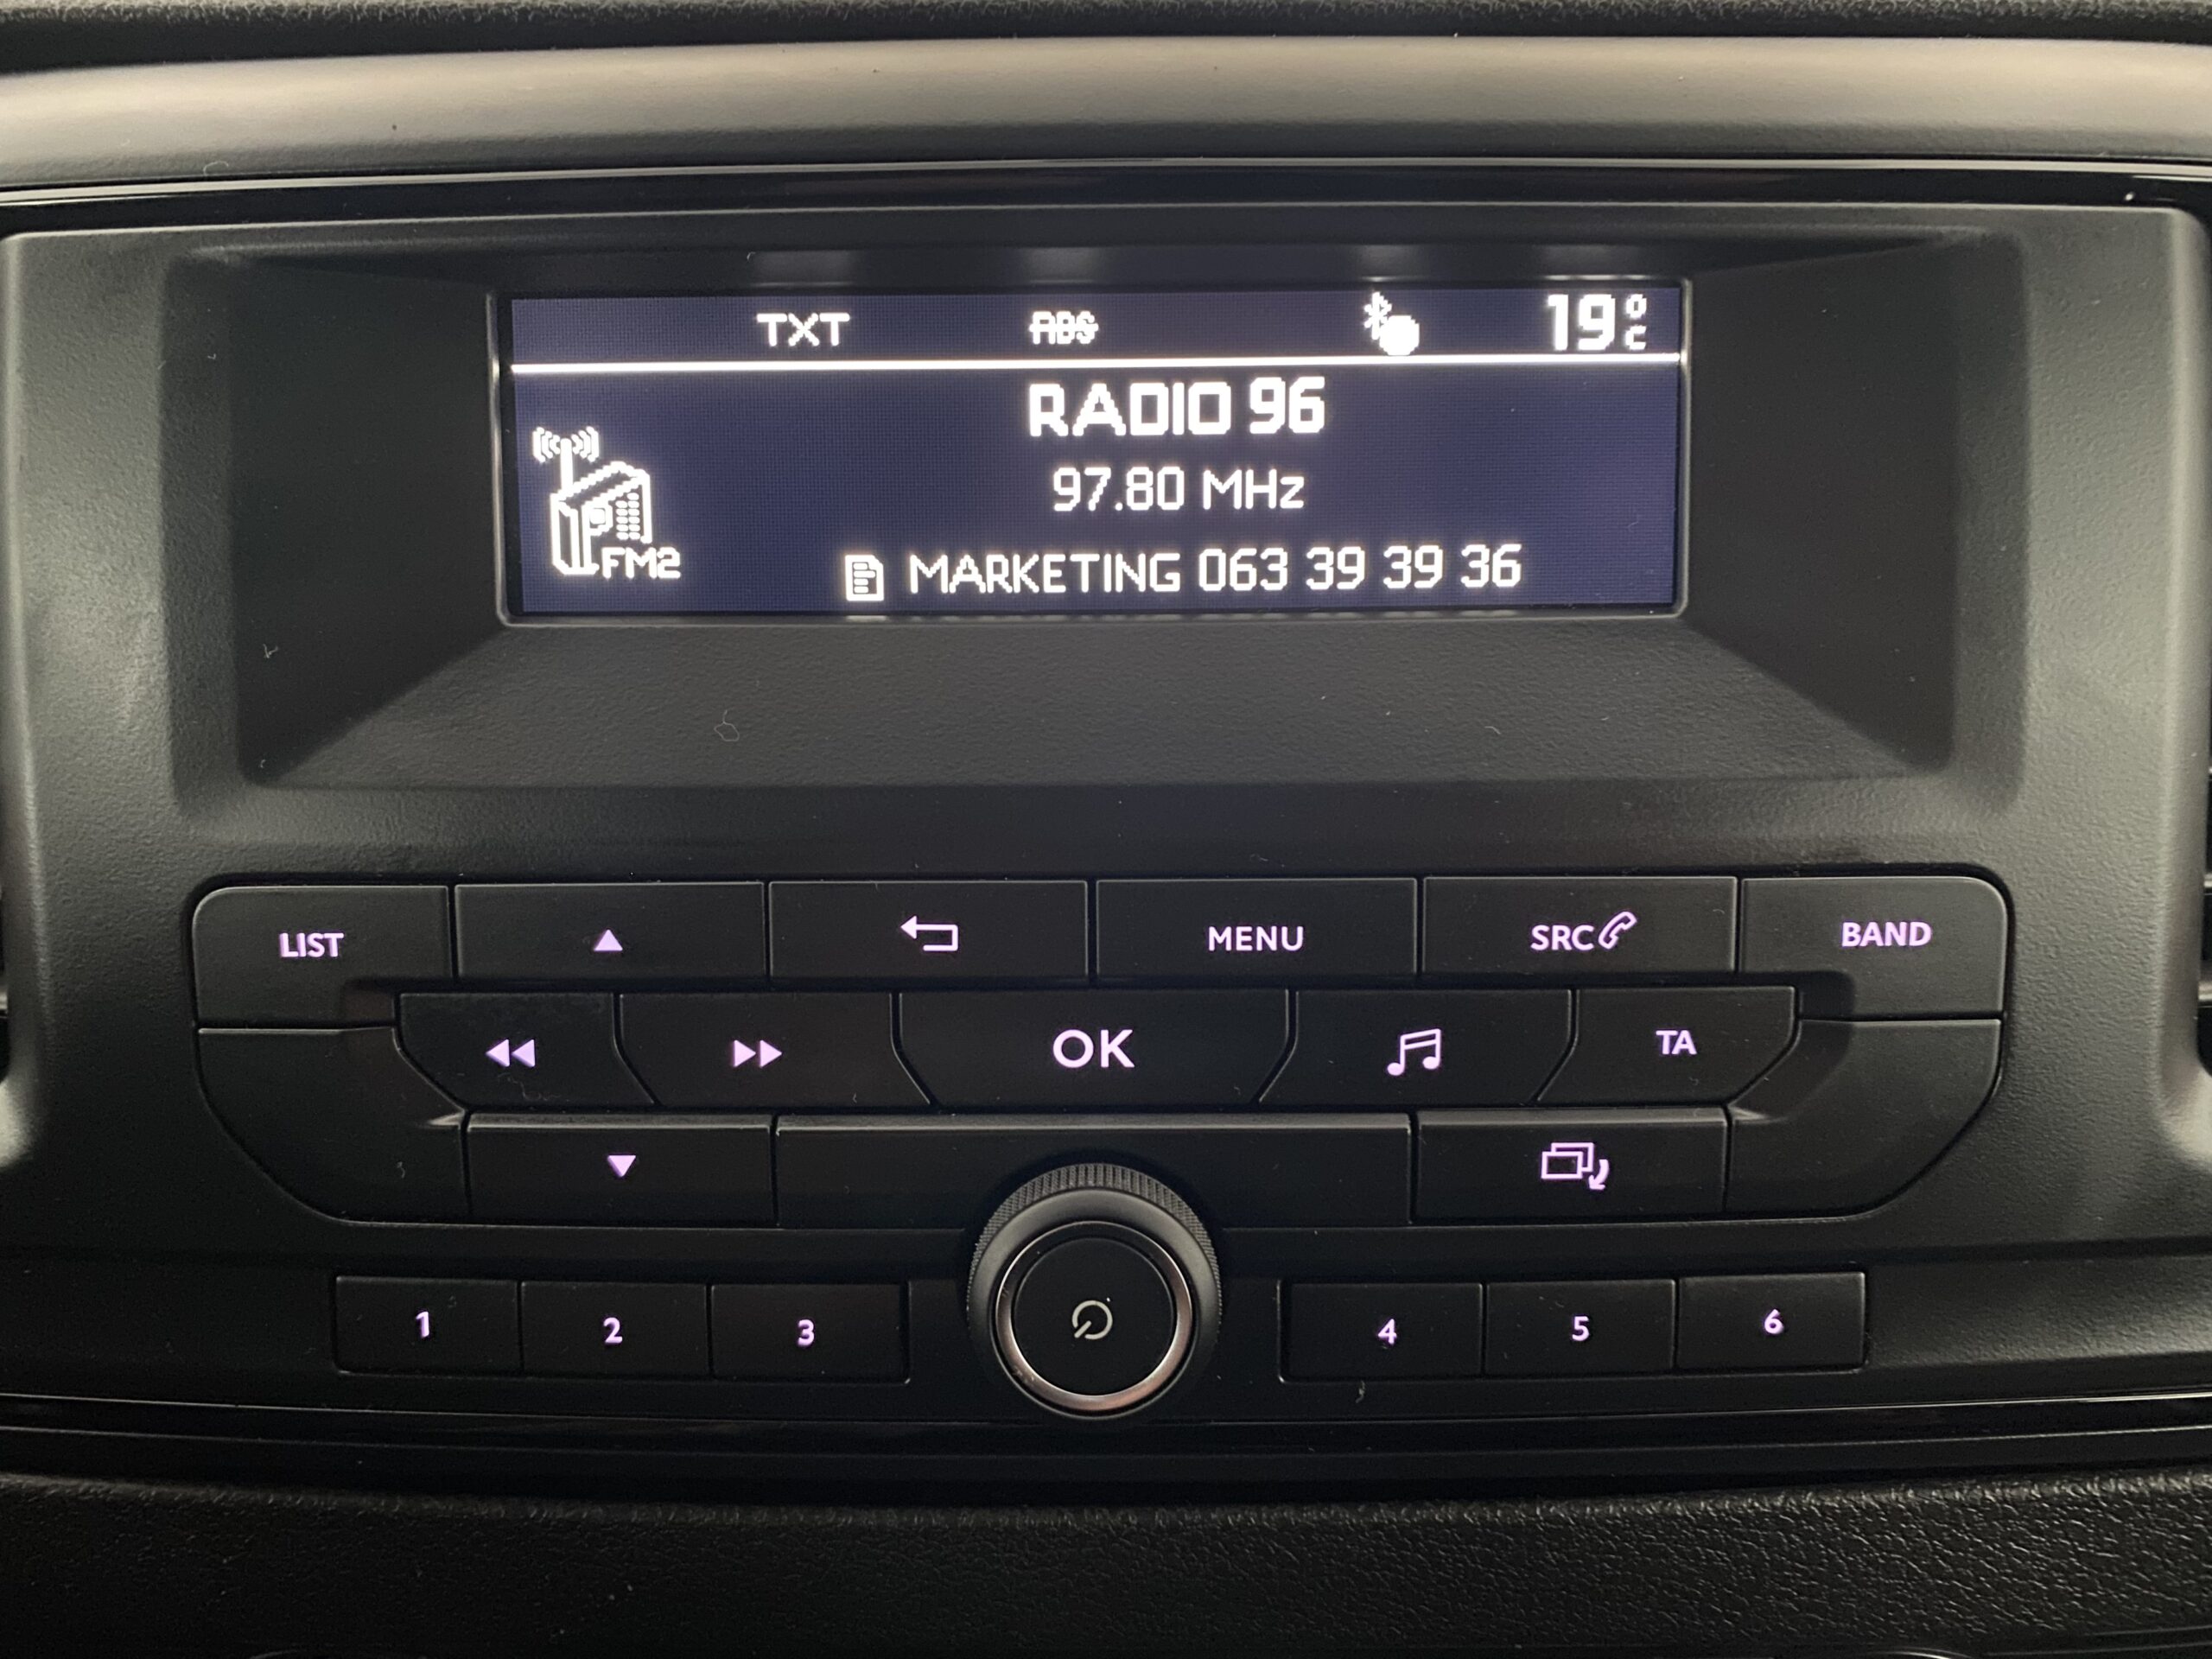 TXT ABS 19°C
RADIO 96
97.80 MHz
FM2
MARKETING 063 39 39 36
LIST MENU SRC BAND
OK TA
1 2 3 4 5 6